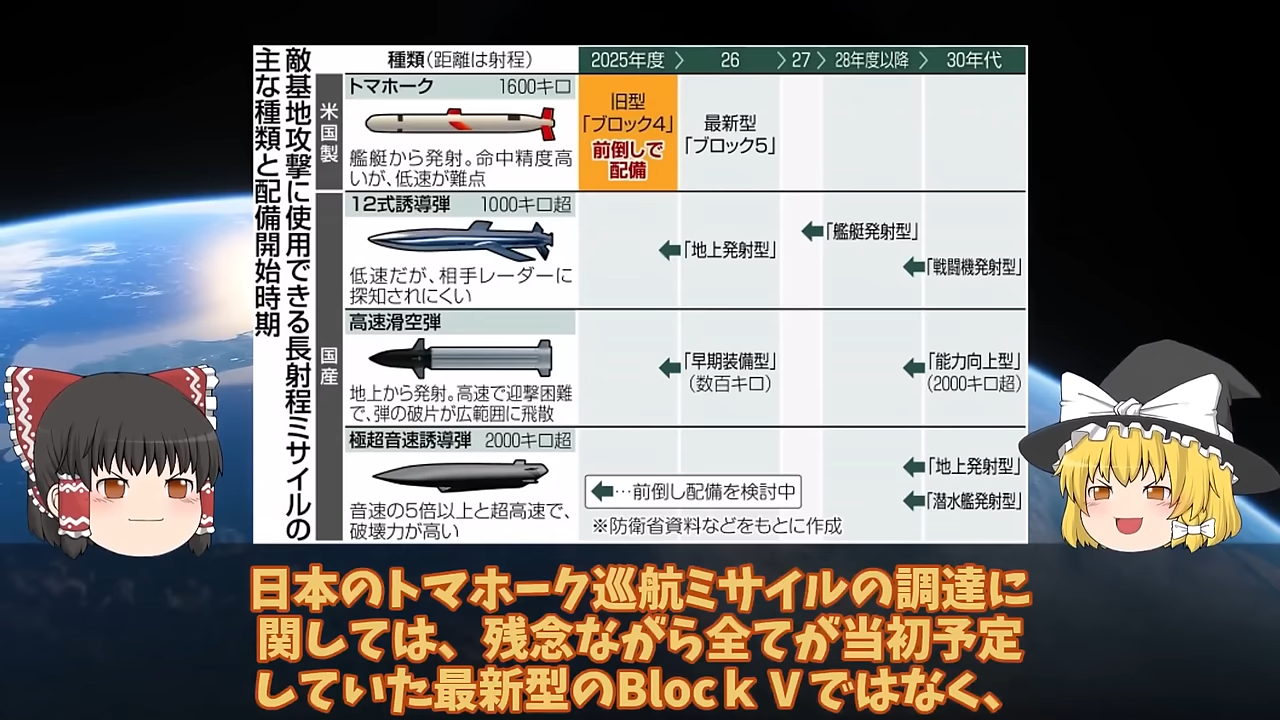 敵基地攻撃に使用できる長射程ミサイルの
主な種類と配備開始時期
種類(距離は射程)
2025年度
26
27
28年度以降
30年代
米国製
トマホーク 1600キロ
艦艇から発射。命中精度高
いが、低速が難点
旧型
「ブロック4」
前倒しで
配備
最新型
「ブロック5」
国産
12式誘導弾 1000キロ超
低速だが、相手レーダーに
探知されにくい
「地上発射型」
「艦艇発射型」
「戦闘機発射型」
高速滑空弾
地上から発射。高速で迎撃困難
で、弾の破片が広範囲に飛散
「早期装備型」
(数百キロ)
「能力向上型」
(2000キロ超)
極超音速誘導弾 2000キロ超
音速の5倍以上と超高速で、
破壊力が高い
「地上発射型」
「潜水艦発射型」
←…前倒し配備を検討中
※防衛省資料などをもとに作成
日本のトマホーク巡航ミサイルの調達に
関しては、残念ながら全てが当初予定
していた最新型のBlockⅤではなく、